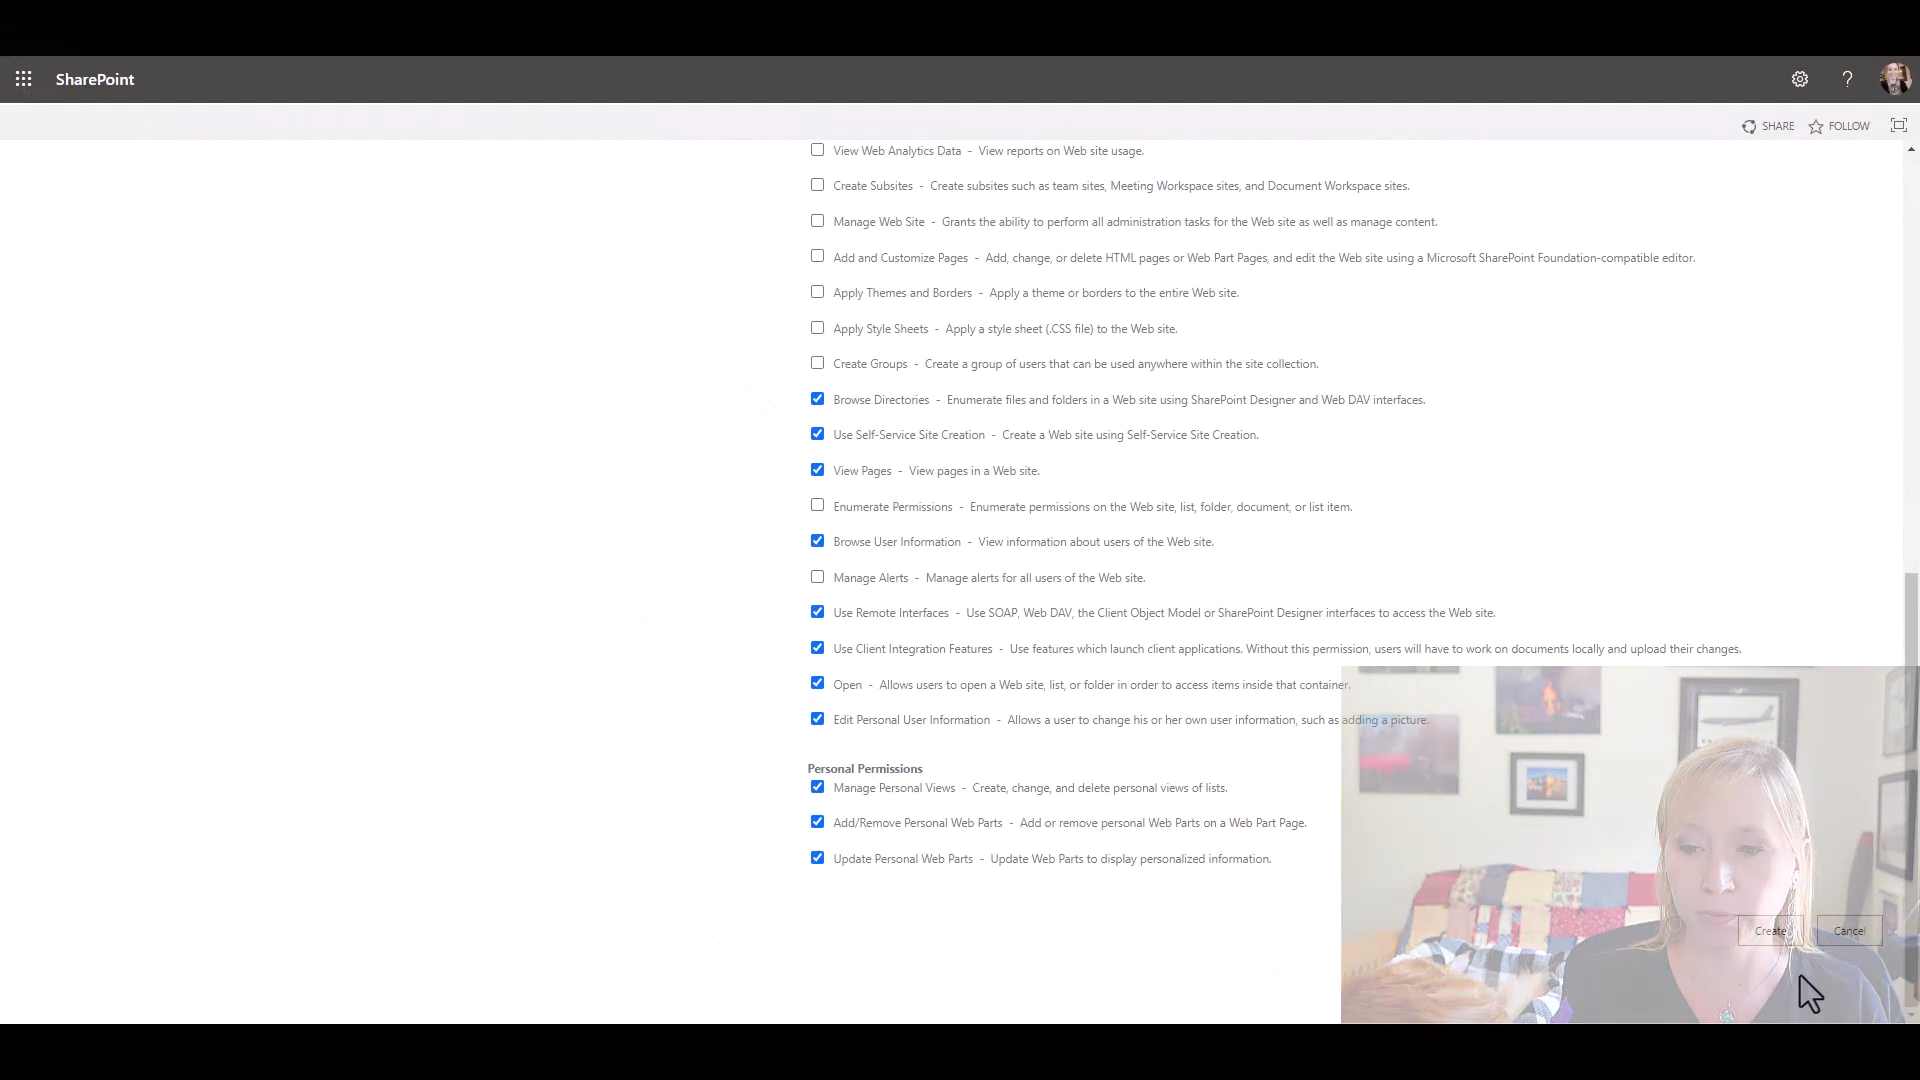 SharePoint
SHARE FOLLOW
View Web Analytics Data - View reports on Web site usage.
Create Subsites - Create subsites such as team sites, Meeting Workspace sites, and Document Workspace sites.
Manage Web Site - Grants the ability to perform all administration tasks for the Web site as well as manage content.
Add and Customize Pages - Add, change, or delete HTML pages or Web Part Pages, and edit the Web site using a Microsoft SharePoint Foundation-compatible editor.
Apply Themes and Borders - Apply a theme or borders to the entire Web site.
Apply Style Sheets - Apply a style sheet (.CSS file) to the Web site.
Create Groups - Create a group of users that can be used anywhere within the site collection.
Browse Directories - Enumerate files and folders in a Web site using SharePoint Designer and Web DAV interfaces.
Use Self-Service Site Creation - Create a Web site using Self-Service Site Creation.
View Pages - View pages in a Web site.
Enumerate Permissions - Enumerate permissions on the Web site, list, folder, document, or list item.
Browse User Information - View information about users of the Web site.
Manage Alerts - Manage alerts for all users of the Web site.
Use Remote Interfaces - Use SOAP, Web DAV, the Client Object Model or SharePoint Designer interfaces to access the Web site.
Use Client Integration Features - Use features which launch client applications. Without this permission, users will have to work on documents locally and upload their changes.
Open - Allows users to open a Web site, list, or folder in order to access items inside that container.
Edit Personal User Information - Allows a user to change his or her own user information, such as adding a picture.
Personal Permissions
Manage Personal Views - Create, change, and delete personal views of lists.
Add/Remove Personal Web Parts - Add or remove personal Web Parts on a Web Part Page.
Update Personal Web Parts - Update Web Parts to display personalized information.
Create Cancel